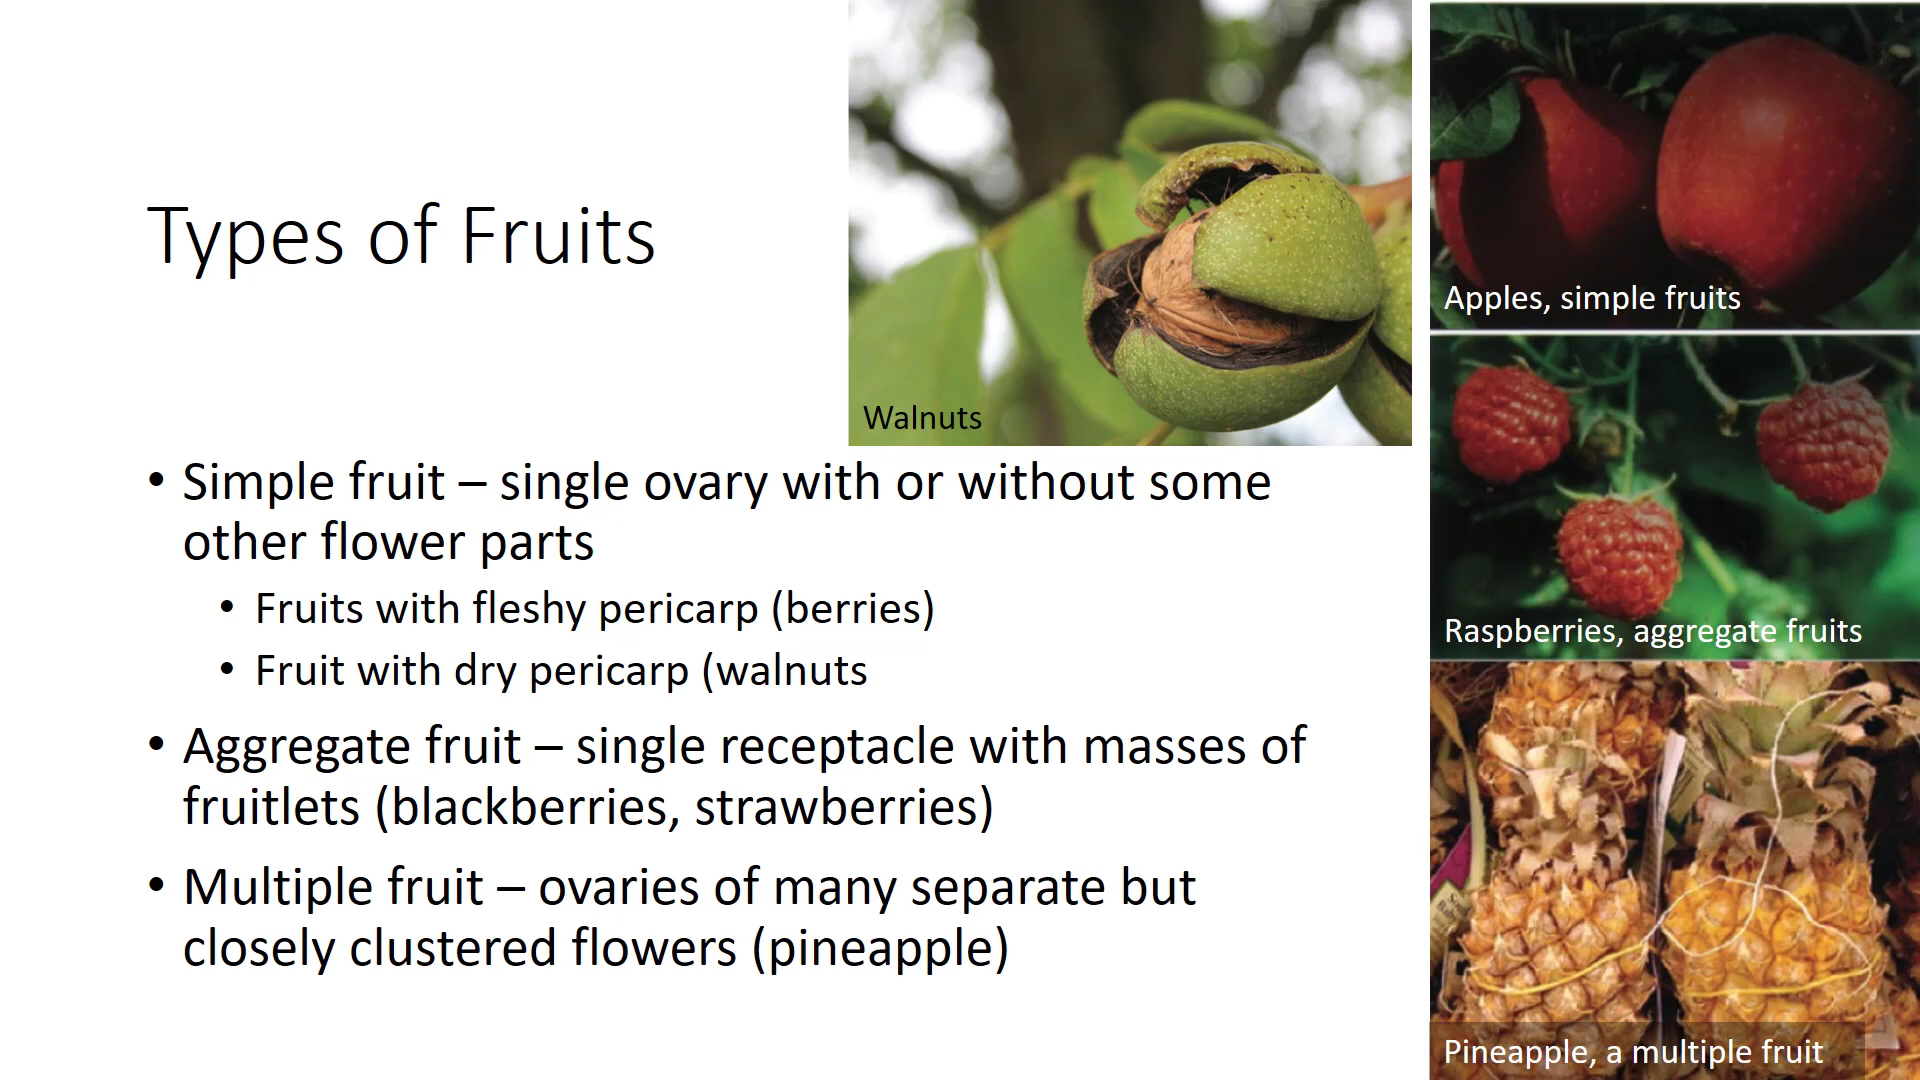 Types of Fruits
Walnuts
• Simple fruit – single ovary with or without some
other flower parts
• Fruits with fleshy pericarp (berries)
• Fruit with dry pericarp (walnuts
• Aggregate fruit – single receptacle with masses of
fruitlets (blackberries, strawberries)
• Multiple fruit – ovaries of many separate but
closely clustered flowers (pineapple)
Apples, simple fruits
Raspberries, aggregate fruits
Pineapple, a multiple fruit